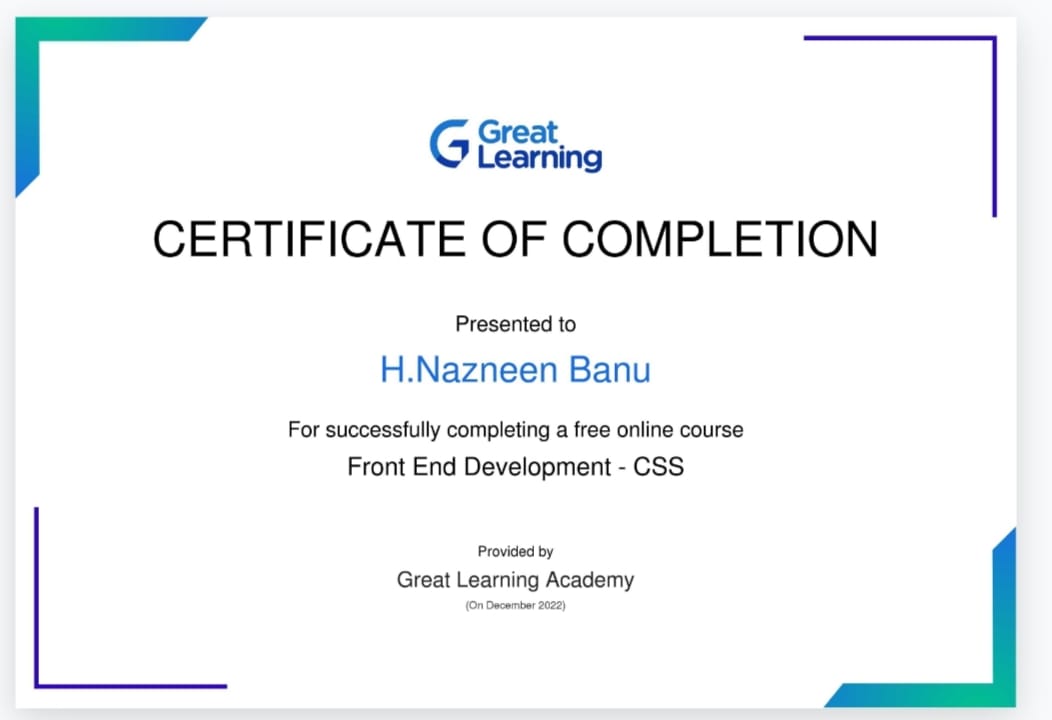 Great
Learning
CERTIFICATE OF COMPLETION
Presented to
H.Nazneen Banu
For successfully completing a free online course
Front End Development - CSS
Provided by
Great Learning Academy
(On December 2022)